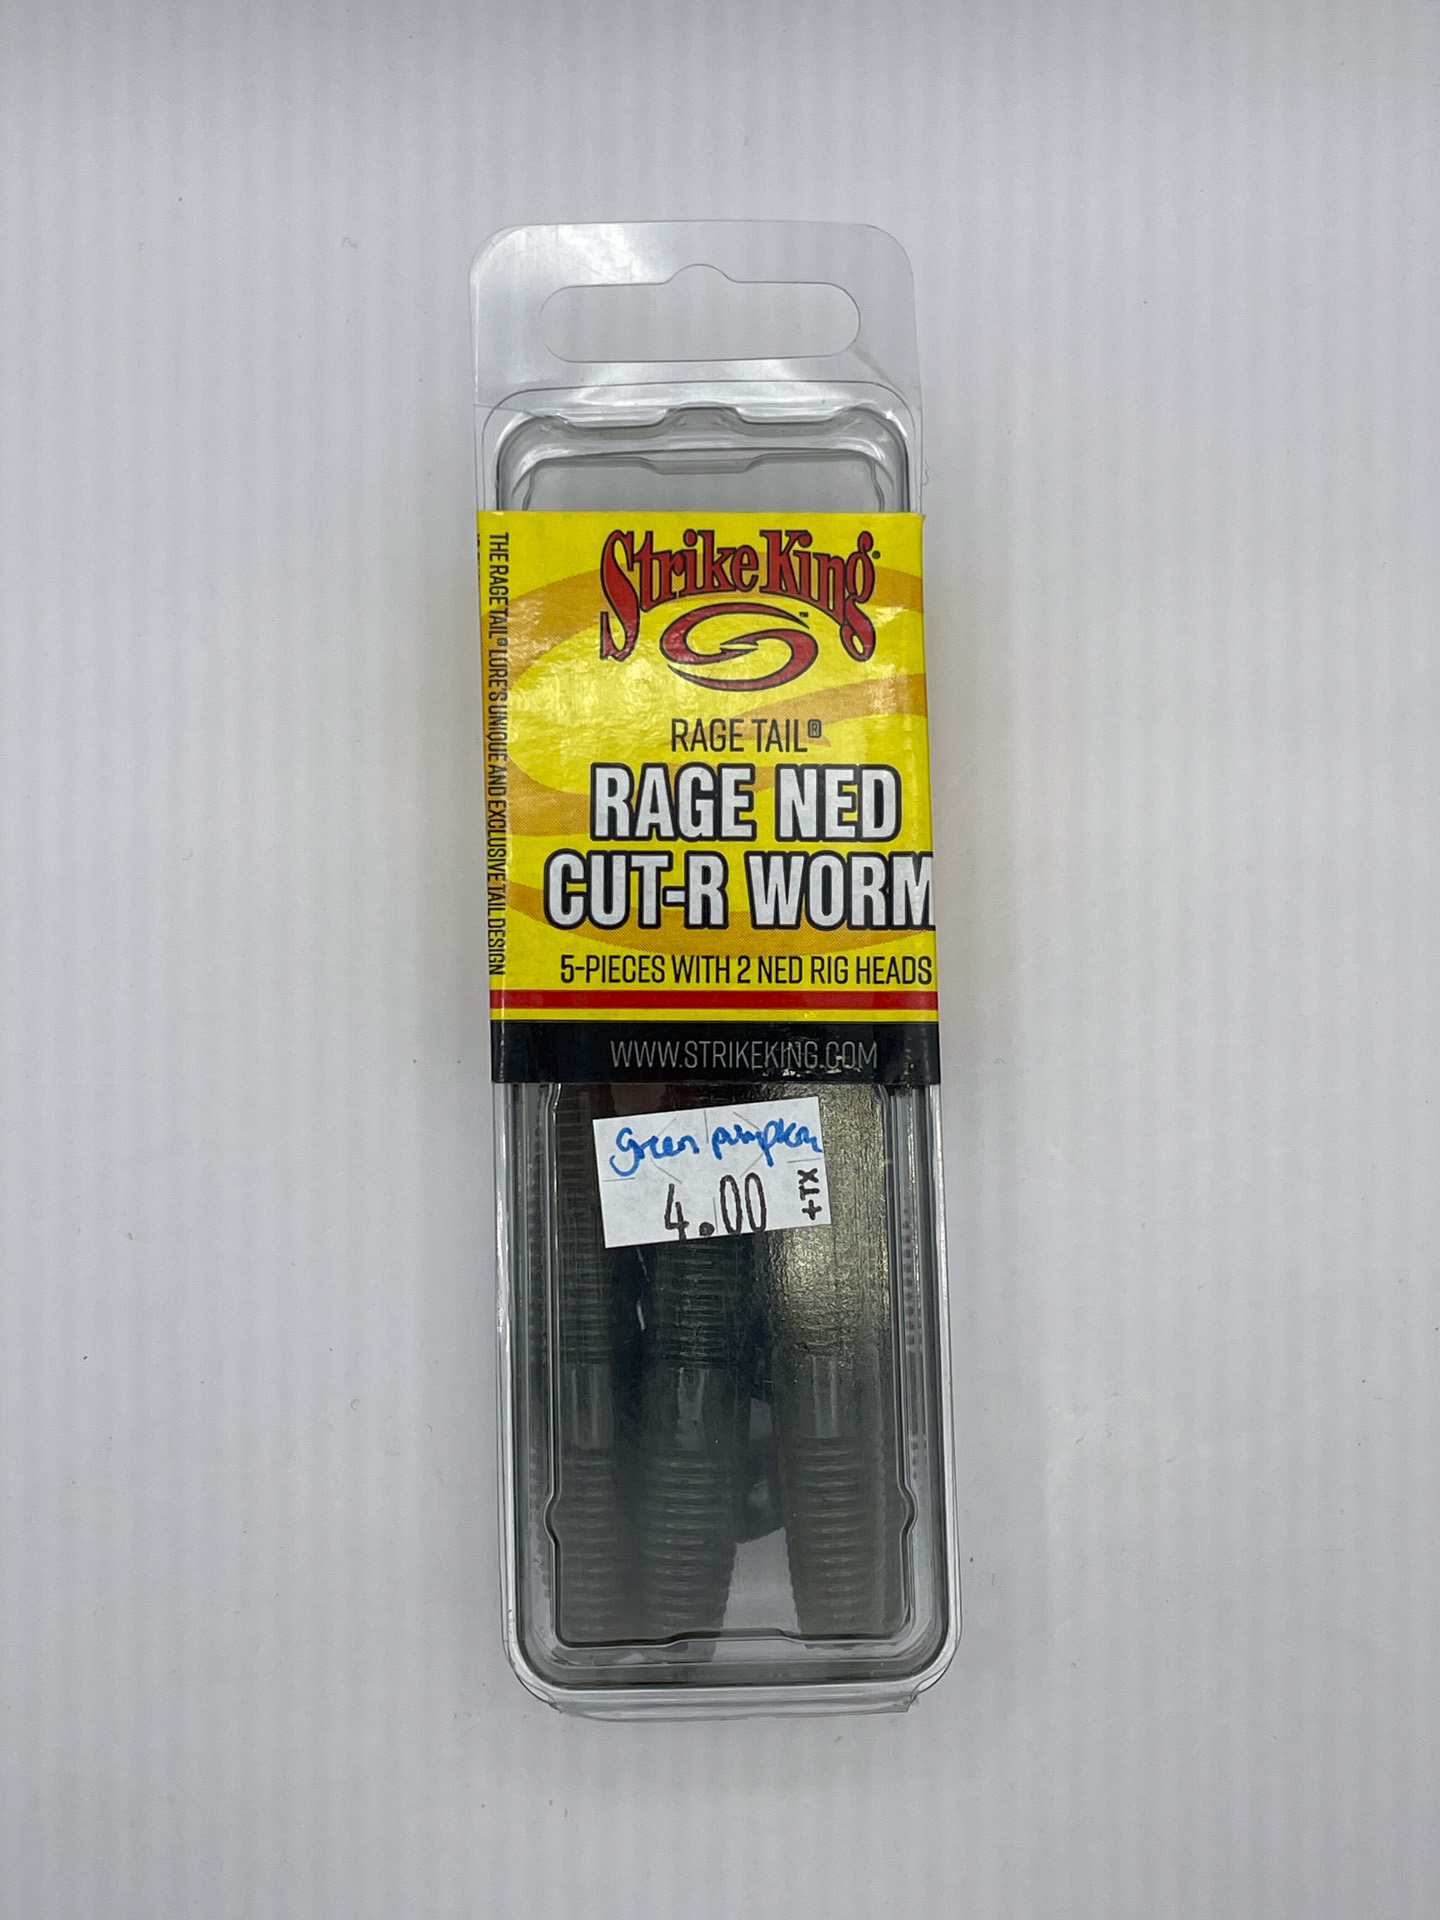 Strike King®
™
RAGE TAIL®
RAGE NED
CUT-R WORM
5-PIECES WITH 2 NED RIG HEADS
WWW.STRIKEKING.COM
THE RAGE TAIL® LURE'S UNIQUE AND EXCLUSIVE TAIL DESIGN
Green pumpkin
4.00 +TX